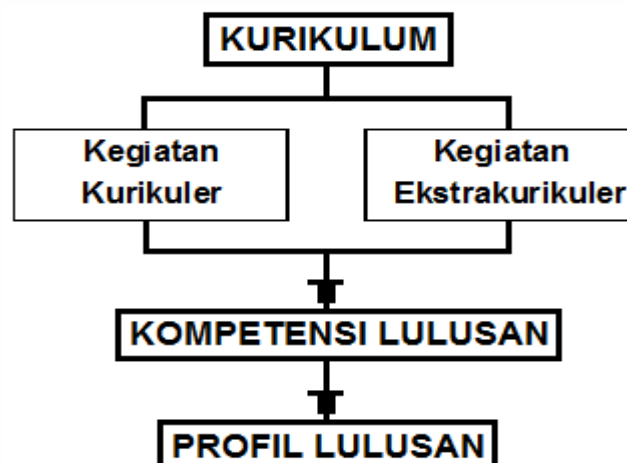 KURIKULUM
Kegiatan
Kurikuler
Kegiatan
Ekstrakurikuler
KOMPETENSI LULUSAN
PROFIL LULUSAN